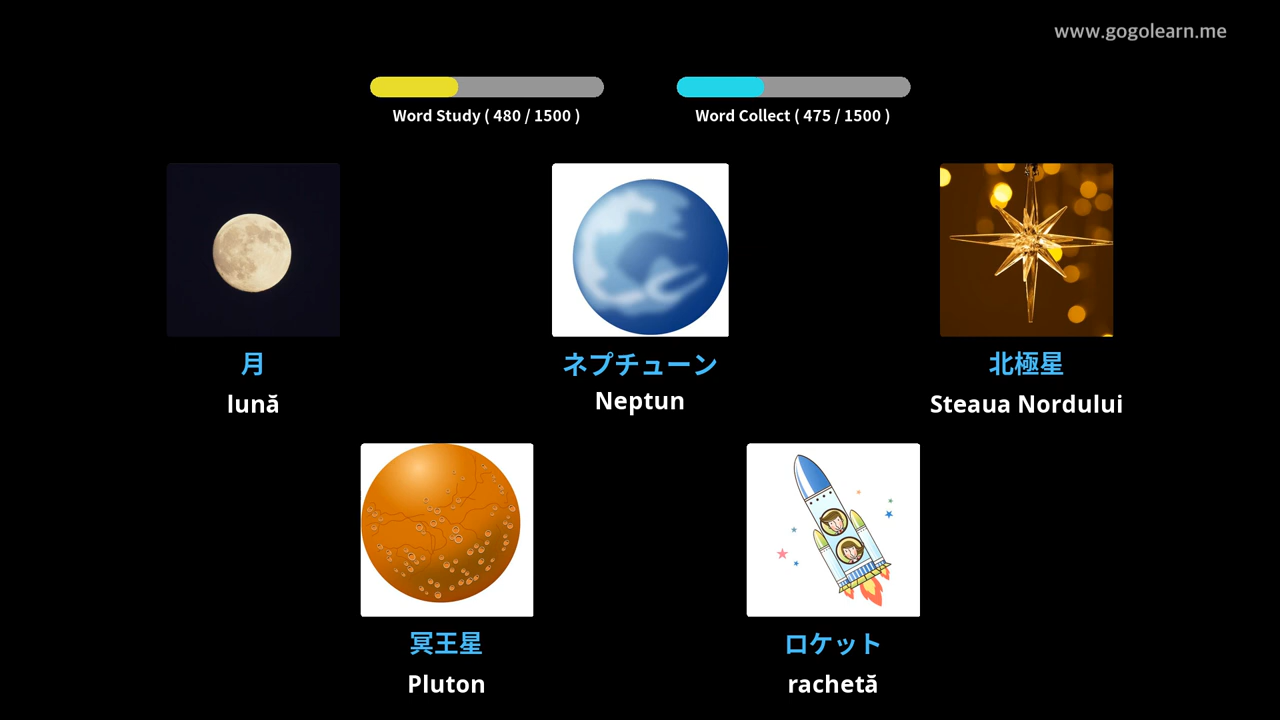 www.gogolearn.me
Word Study ( 480 / 1500 )
Word Collect ( 475 / 1500 )
月
ネプチューン
北極星
lună
Neptun
Steaua Nordului
冥王星
ロケット
Pluton
rachetă